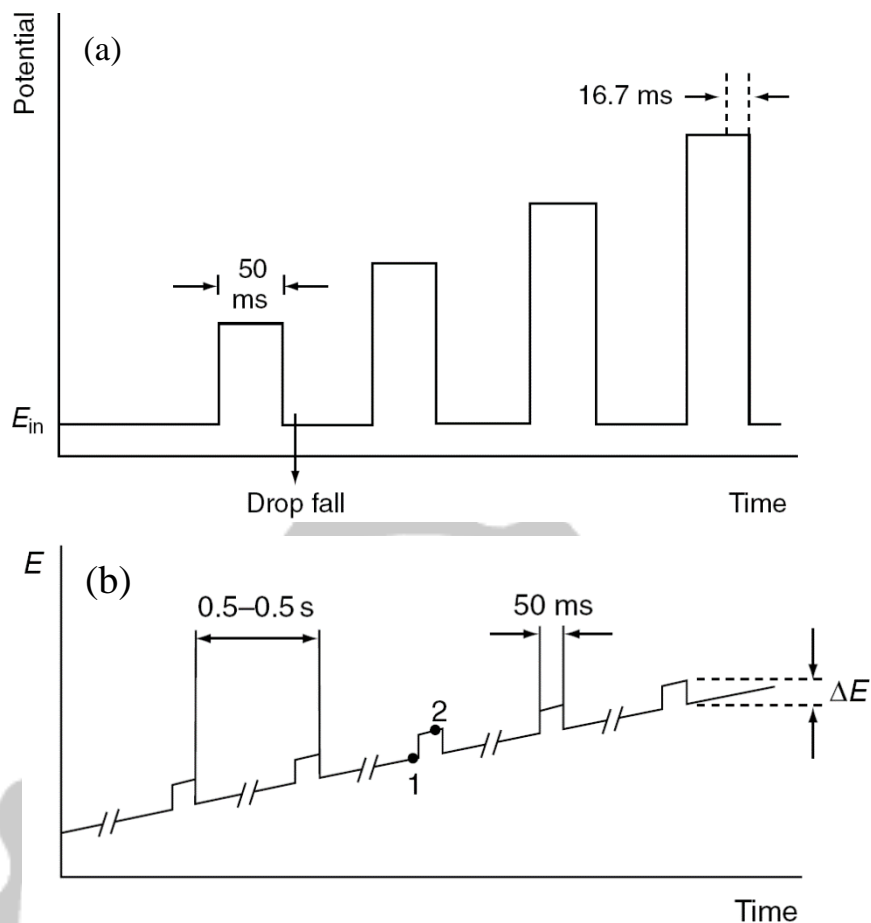 (a)
Potential
16.7 ms
50
ms
E_in
Drop fall
Time
E
(b)
0.5–0.5 s
50 ms
ΔE
2
1
Time